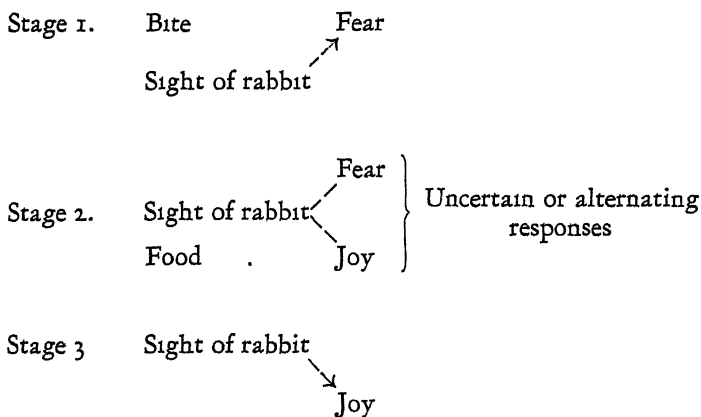 Stage 1. Bite Fear
Sight of rabbit
Fear
Stage 2. Sight of rabbit Uncertain or alternating
responses
Food . Joy
Stage 3 Sight of rabbit
Joy